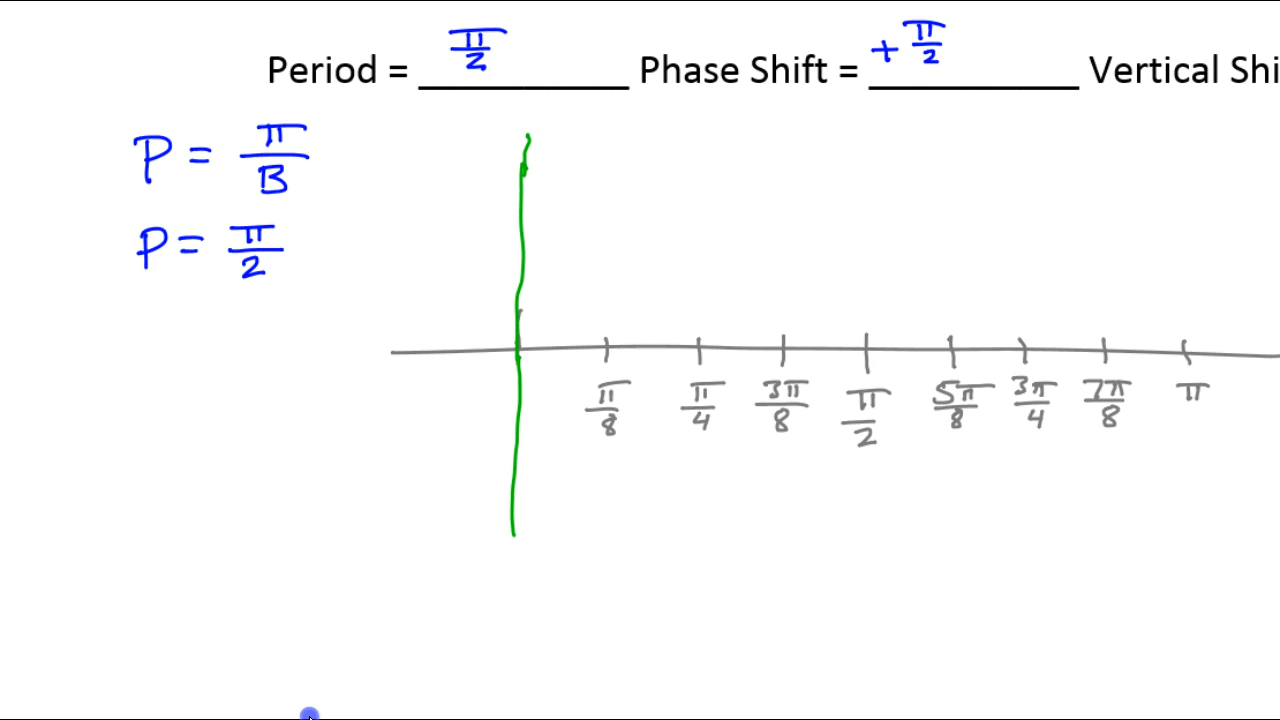 Period = π/2 Phase Shift = + π/2 Vertical Shi
P = π/B
P = π/2
π/8 π/4 3π/8 π/2 5π/8 3π/4 7π/8 π